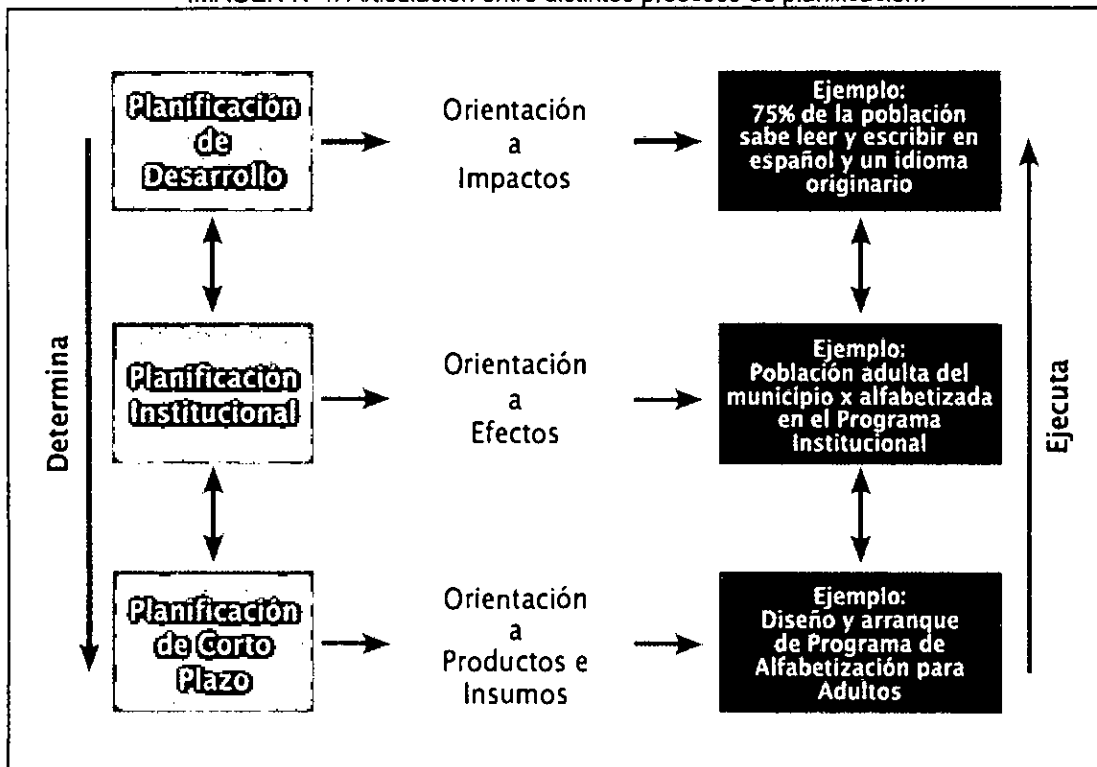 Planificación
de
Desarrollo
Orientación
a
Impactos
Ejemplo:
75% de la población
sabe leer y escribir en
español y un idioma
originario
Determina
Planificación
Institucional
Orientación
a
Efectos
Ejemplo:
Población adulta del
municipio x alfabetizada
en el Programa
Institucional
Ejecuta
Planificación
de Corto
Plazo
Orientación
a
Productos e
Insumos
Ejemplo:
Diseño y arranque
de Programa de
Alfabetización para
Adultos